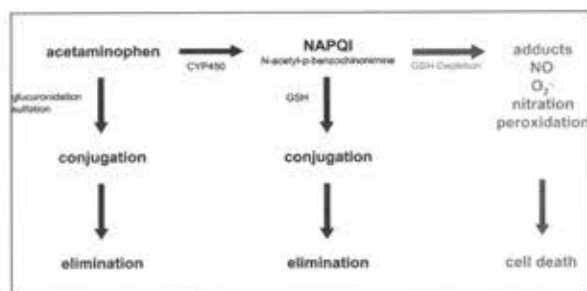 acetaminophen
CYP450
NAPQI
N-acetyl-p-benzochinonimine
GSH-Depletion
adducts
NO
O₂⁻
nitration
peroxidation
glucuronidation
sulfation
GSH
conjugation
conjugation
elimination
elimination
cell death